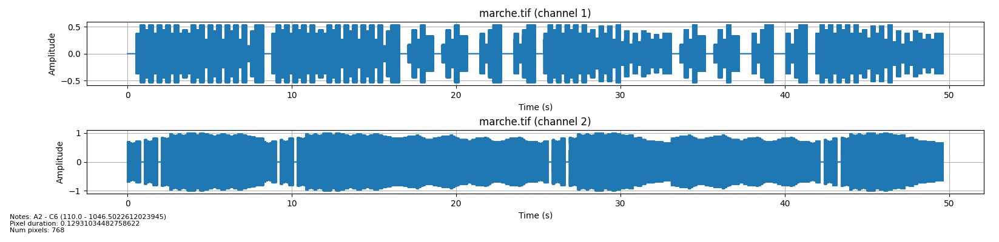 marche.tif (channel 1)
Amplitude
0.5
0.0
−0.5
0 10 20 30 40 50
Time (s)
marche.tif (channel 2)
Amplitude
1
0
−1
0 10 20 30 40 50
Time (s)
Notes: A2 - C6 (110.0 - 1046.5022612023945)
Pixel duration: 0.12931034482758622
Num pixels: 768